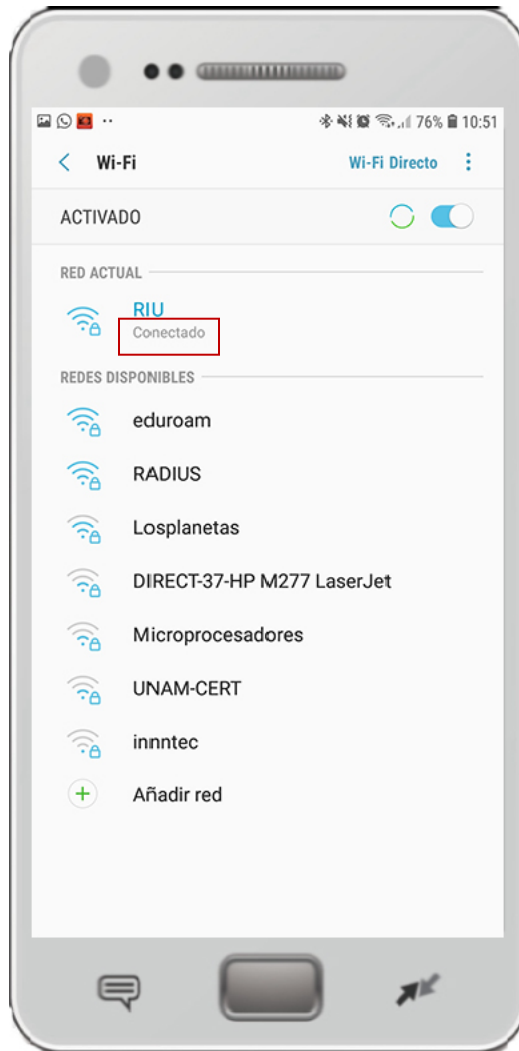 76% 10:51
Wi-Fi Wi-Fi Directo
ACTIVADO
RED ACTUAL
RIU
Conectado
REDES DISPONIBLES
eduroam
RADIUS
Losplanetas
DIRECT-37-HP M277 LaserJet
Microprocesadores
UNAM-CERT
innntec
Añadir red